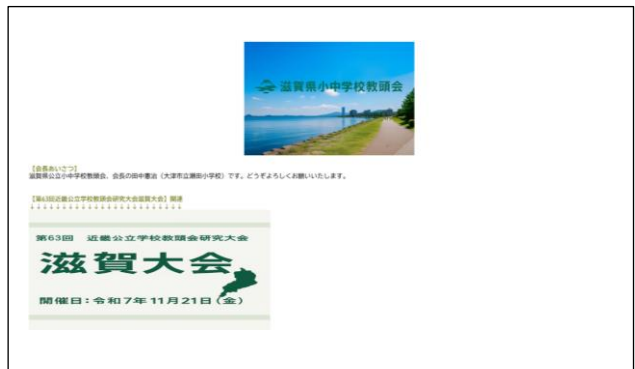 滋賀県小中学校教頭会
【会長あいさつ】
滋賀県公立小中学校教頭会、会長の田中憲治（大津市立瀬田小学校）です。どうぞよろしくお願いいたします。
【第63回近畿公立学校教頭会研究大会滋賀大会】関連
↓↓↓↓↓↓↓↓↓↓↓↓↓↓↓↓↓↓↓↓↓↓↓↓
第63回 近畿公立学校教頭会研究大会
滋賀大会
開催日：令和7年11月21日（金）